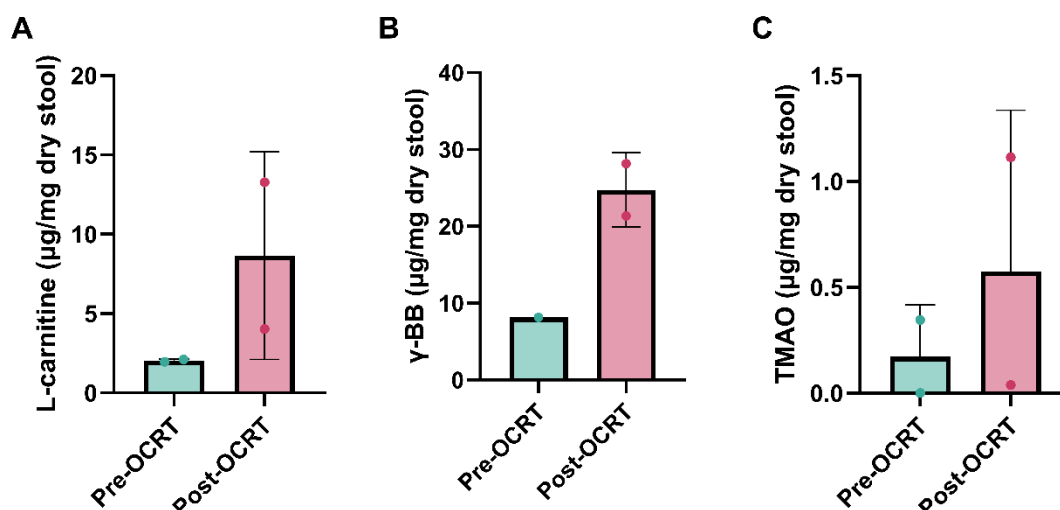 A
L-carnitine (µg/mg dry stool)
20
15
10
5
0
Pre-OCRT
Post-OCRT
B
γ-BB (µg/mg dry stool)
40
30
20
10
0
Pre-OCRT
Post-OCRT
C
TMAO (µg/mg dry stool)
1.5
1.0
0.5
0.0
Pre-OCRT
Post-OCRT